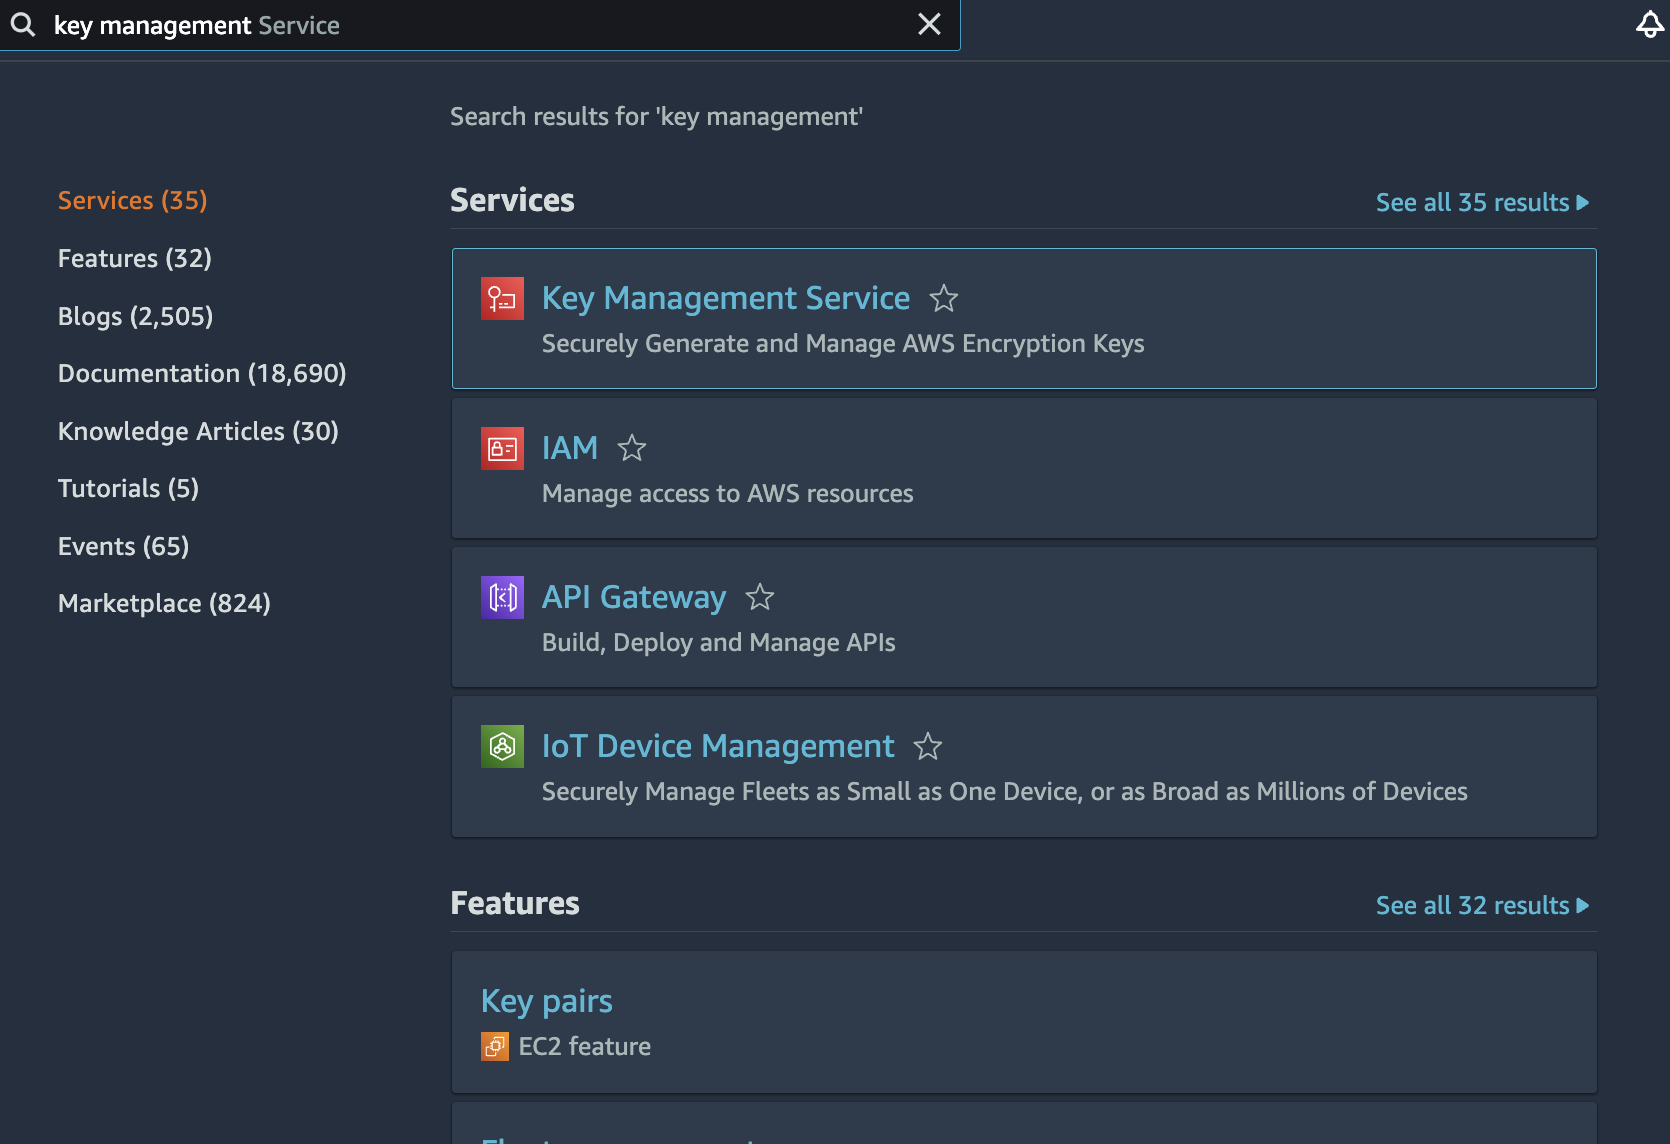 key management Service
Search results for 'key management'
Services (35)
Features (32)
Blogs (2,505)
Documentation (18,690)
Knowledge Articles (30)
Tutorials (5)
Events (65)
Marketplace (824)
Services
See all 35 results
Key Management Service
Securely Generate and Manage AWS Encryption Keys
IAM
Manage access to AWS resources
API Gateway
Build, Deploy and Manage APIs
IoT Device Management
Securely Manage Fleets as Small as One Device, or as Broad as Millions of Devices
Features
See all 32 results
Key pairs
EC2 feature